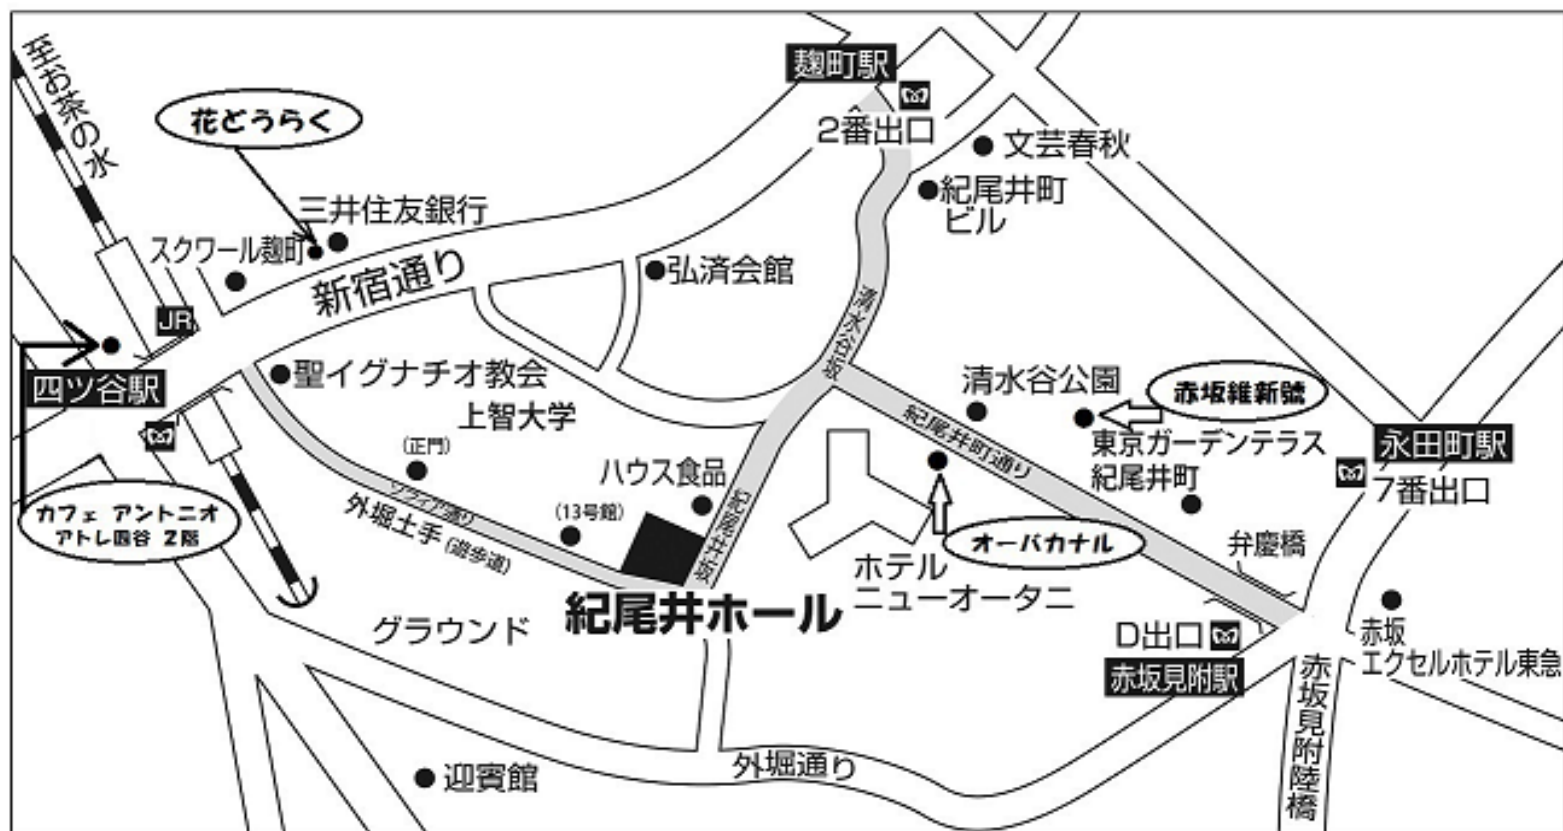 至お茶の水
花どうらく
三井住友銀行
スクワール麹町
新宿通り
JR
四ツ谷駅
カフェ アントニオ
アトレ四谷 2階
聖イグナチオ教会
上智大学
(正門)
ソフィア通り
外堀土手 (遊歩道)
(13号館)
ハウス食品
紀尾井坂
紀尾井ホール
グラウンド
迎賓館
外堀通り
麹町駅
2番出口
文芸春秋
紀尾井町
ビル
弘済会館
清水谷坂
清水谷公園
赤坂維新號
紀尾井町通り
東京ガーデンテラス
紀尾井町
永田町駅
7番出口
オーバカナル
ホテル
ニューオータニ
弁慶橋
D出口
赤坂見附駅
赤坂
エクセルホテル東急
赤坂見附陸橋